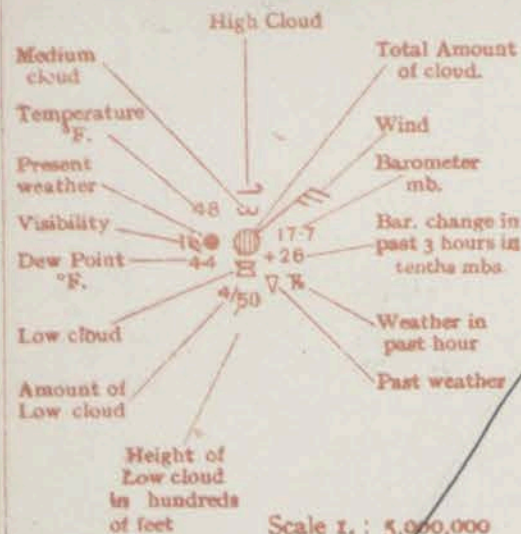 High Cloud
Medium
cloud
Total Amount
of cloud.
Temperature
°F.
Wind
Present
weather
Barometer
mb.
48
Visibility
17.7
Bar. change in
past 3 hours in
tenths mbs.
Dew Point
°F.
44
+26
4/50
Low cloud
Weather in
past hour
Amount of
Low cloud
Past weather
Height of
Low cloud
in hundreds
of feet
Scale 1. : 5,000,000